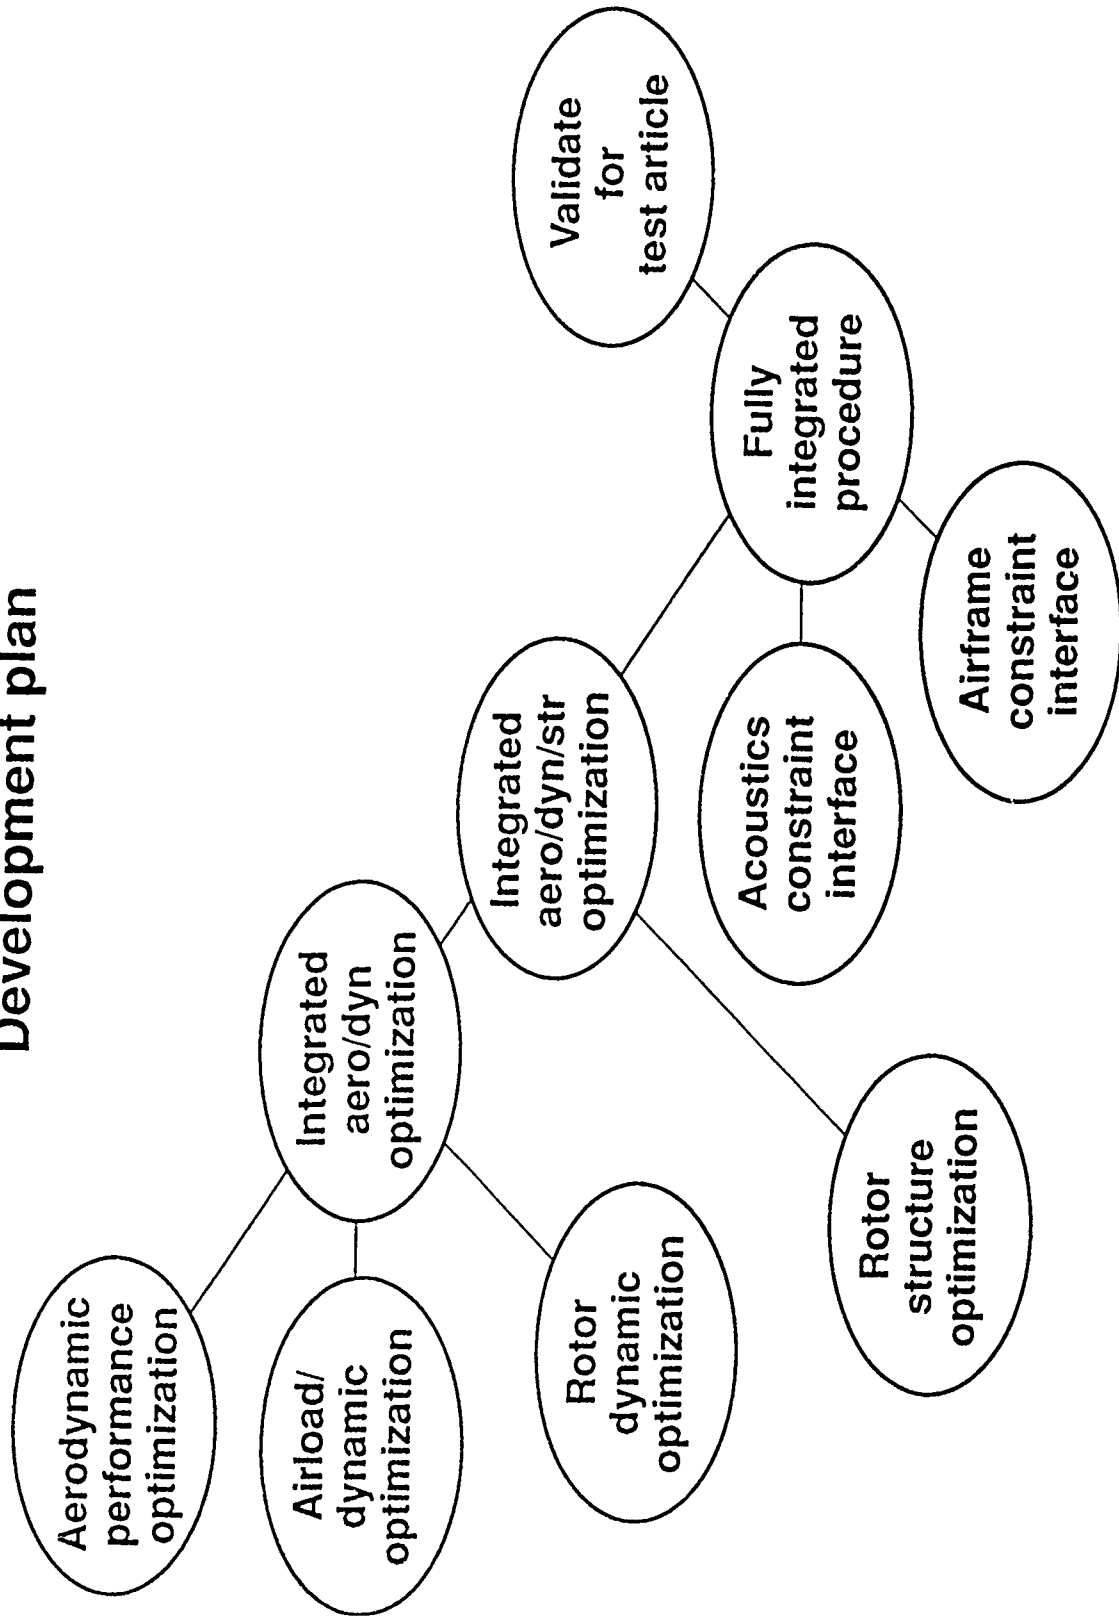 Development plan
Aerodynamic
performance
optimization
Airload/
dynamic
optimization
Rotor
dynamic
optimization
Integrated
aero/dyn
optimization
Rotor
structure
optimization
Integrated
aero/dyn/str
optimization
Acoustics
constraint
interface
Airframe
constraint
interface
Fully
integrated
procedure
Validate
for
test article